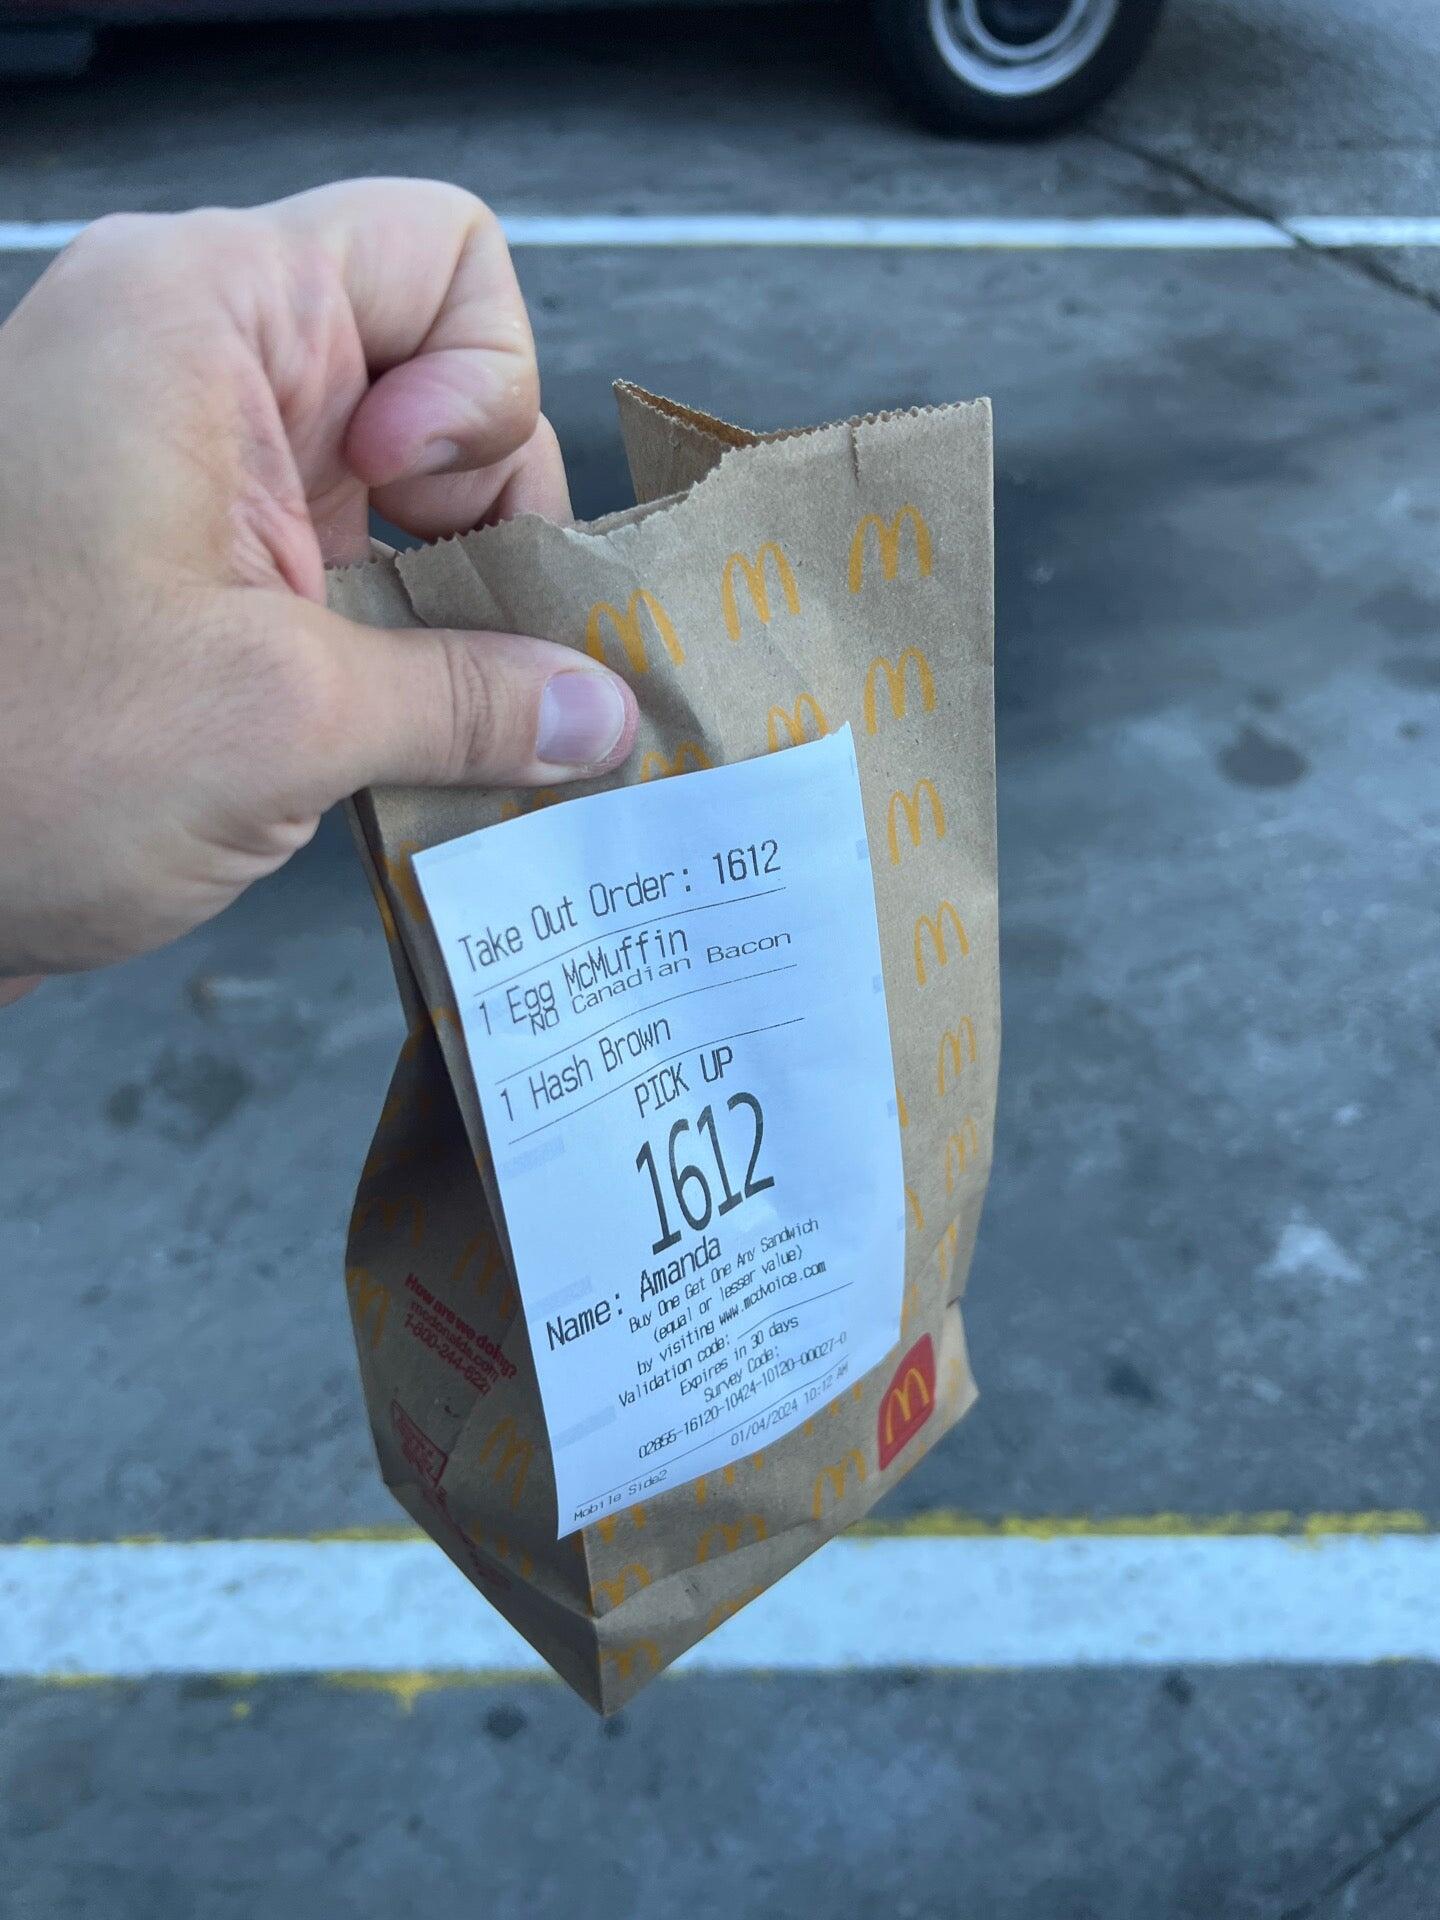 Take Out Order: 1612
1 Egg McMuffin
NO Canadian Bacon
1 Hash Brown
PICK UP
1612
Name: Amanda
Buy One Get One Any Sandwich
(equal or lesser value)
by visiting www.mcdvoice.com
Validation code:
Expires in 30 days
Survey Code:
02855-16120-10424-10120-00027-0
Mobile Side2 01/04/2024 10:12 AM
How are we doing?
mcdonalds.com
1-800-244-6227